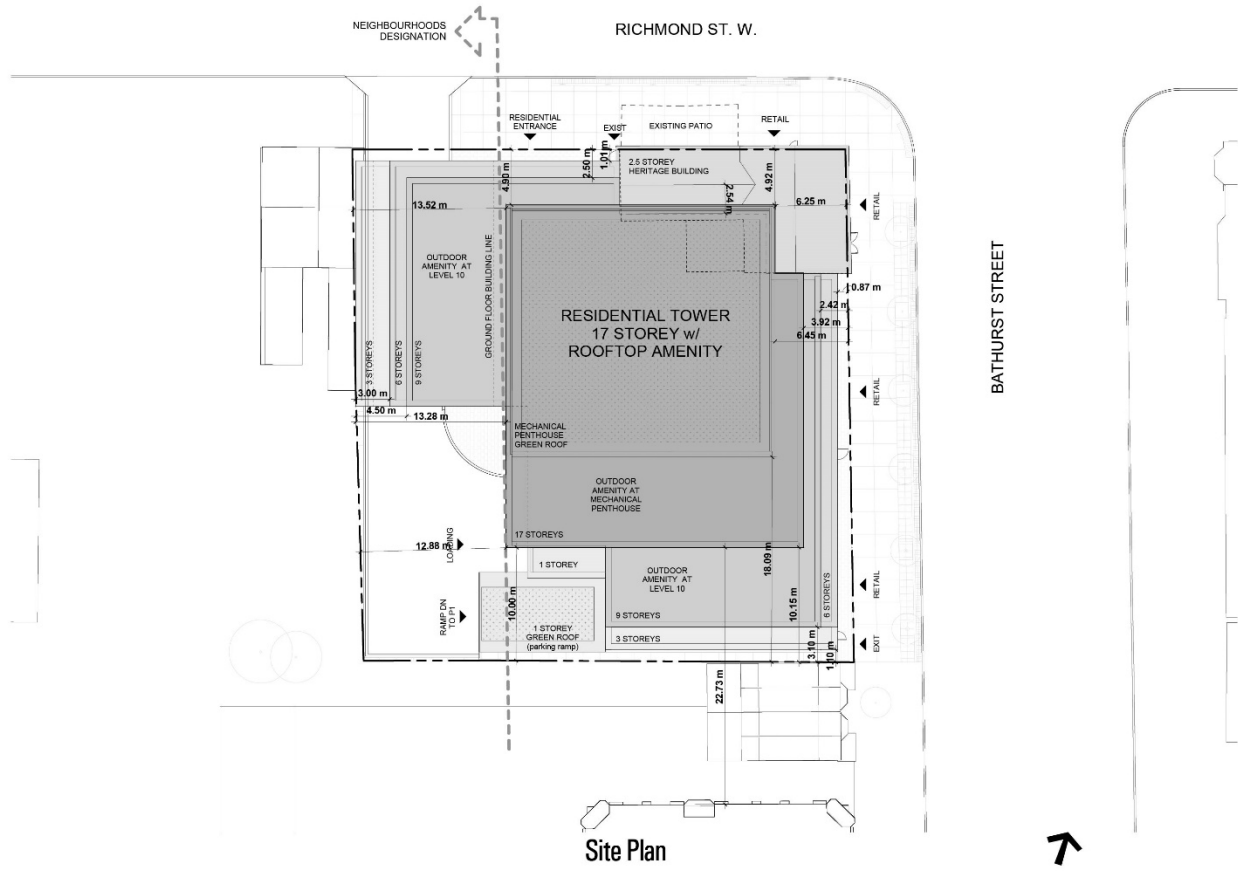 NEIGHBOURHOODS
DESIGNATION
RICHMOND ST. W.
RESIDENTIAL
ENTRANCE
EXIST
EXISTING PATIO
RETAIL
2.5 STOREY
HERITAGE BUILDING
4.90 m
2.50 m
1.01 m
2.54 m
4.92 m
13.52 m
6.25 m
RETAIL
OUTDOOR
AMENITY AT
LEVEL 10
GROUND FLOOR BUILDING LINE
BATHURST STREET
0.87 m
2.42 m
3.92 m
6.45 m
RESIDENTIAL TOWER
17 STOREY w/
ROOFTOP AMENITY
3 STOREYS
6 STOREYS
9 STOREYS
3.00 m
4.50 m
13.28 m
RETAIL
MECHANICAL
PENTHOUSE
GREEN ROOF
OUTDOOR
AMENITY AT
MECHANICAL
PENTHOUSE
17 STOREYS
12.88 m
LOADING
1 STOREY
OUTDOOR
AMENITY AT
LEVEL 10
18.09 m
10.15 m
6 STOREYS
RETAIL
RAMP DN
TO P1
10.00 m
1 STOREY
GREEN ROOF
(parking ramp)
9 STOREYS
3 STOREYS
3.10 m
1.10 m
EXIT
22.73 m
Site Plan